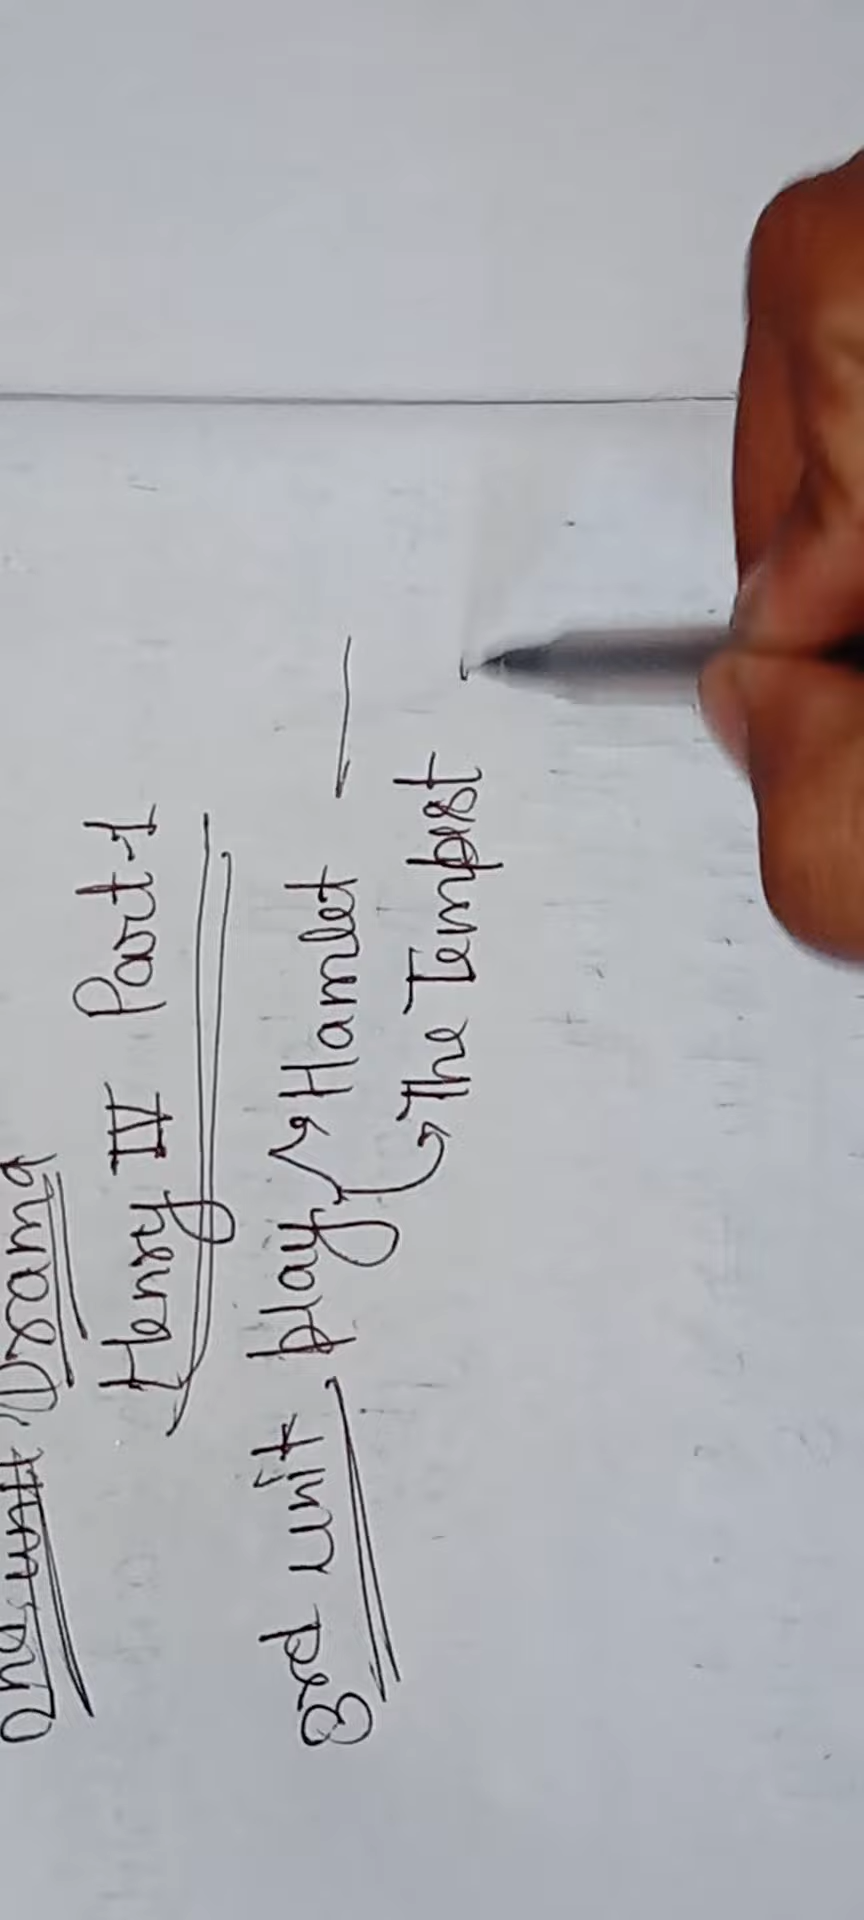 2nd unit Drama
Henry IV Part-1
3rd unit play → Hamlet —
→ The Tempest